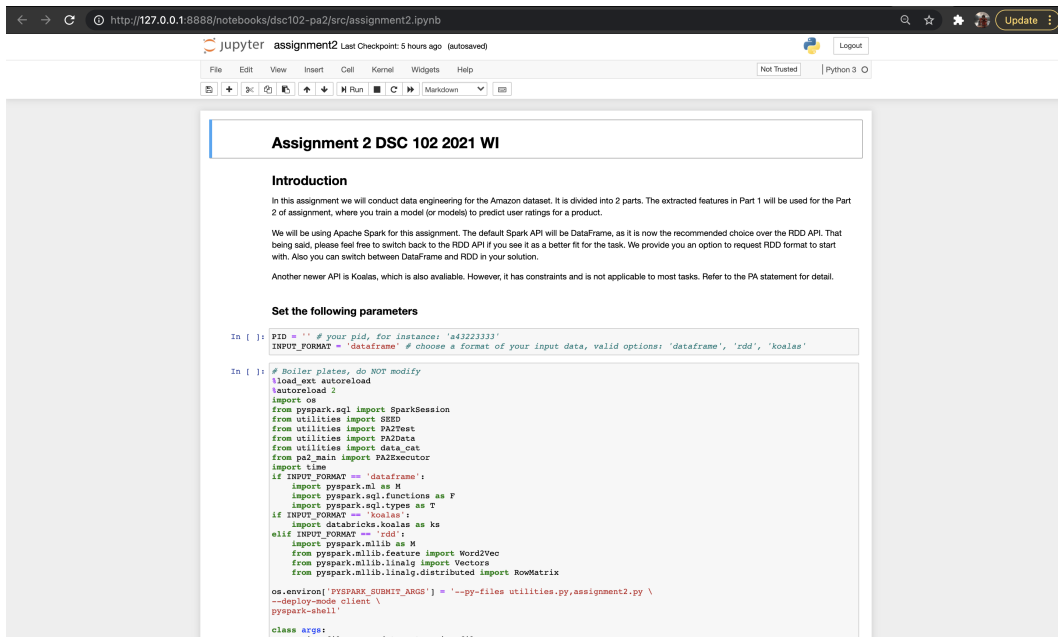 http://127.0.0.1:8888/notebooks/dsc102-pa2/src/assignment2.ipynb
Update
jupyter assignment2 Last Checkpoint: 5 hours ago (autosaved)
Logout
File Edit View Insert Cell Kernel Widgets Help
Not Trusted
Python 3
Run
Markdown
Assignment 2 DSC 102 2021 WI
Introduction
In this assignment we will conduct data engineering for the Amazon dataset. It is divided into 2 parts. The extracted features in Part 1 will be used for the Part
2 of assignment, where you train a model (or models) to predict user ratings for a product.
We will be using Apache Spark for this assignment. The default Spark API will be DataFrame, as it is now the recommended choice over the RDD API. That
being said, please feel free to switch back to the RDD API if you see it as a better fit for the task. We provide you an option to request RDD format to start
with. Also you can switch between DataFrame and RDD in your solution.
Another newer API is Koalas, which is also avaliable. However, it has constraints and is not applicable to most tasks. Refer to the PA statement for detail.
Set the following parameters
In [ ]: PID = '' # your pid, for instance: 'a43223333'
INPUT_FORMAT = 'dataframe' # choose a format of your input data, valid options: 'dataframe', 'rdd', 'koalas'
In [ ]: # Boiler plates, do NOT modify
%load_ext autoreload
%autoreload 2
import os
from pyspark.sql import SparkSession
from utilities import SEED
from utilities import PA2Test
from utilities import PA2Data
from utilities import data_cat
from pa2_main import PA2Executor
import time
if INPUT_FORMAT == 'dataframe':
    import pyspark.ml as M
    import pyspark.sql.functions as F
    import pyspark.sql.types as T
if INPUT_FORMAT == 'koalas':
    import databricks.koalas as ks
elif INPUT_FORMAT == 'rdd':
    import pyspark.mllib as M
    from pyspark.mllib.feature import Word2Vec
    from pyspark.mllib.linalg import Vectors
    from pyspark.mllib.linalg.distributed import RowMatrix
os.environ['PYSPARK_SUBMIT_ARGS'] = '--py-files utilities.py,assignment2.py \
--deploy-mode client \
pyspark-shell'
class args: